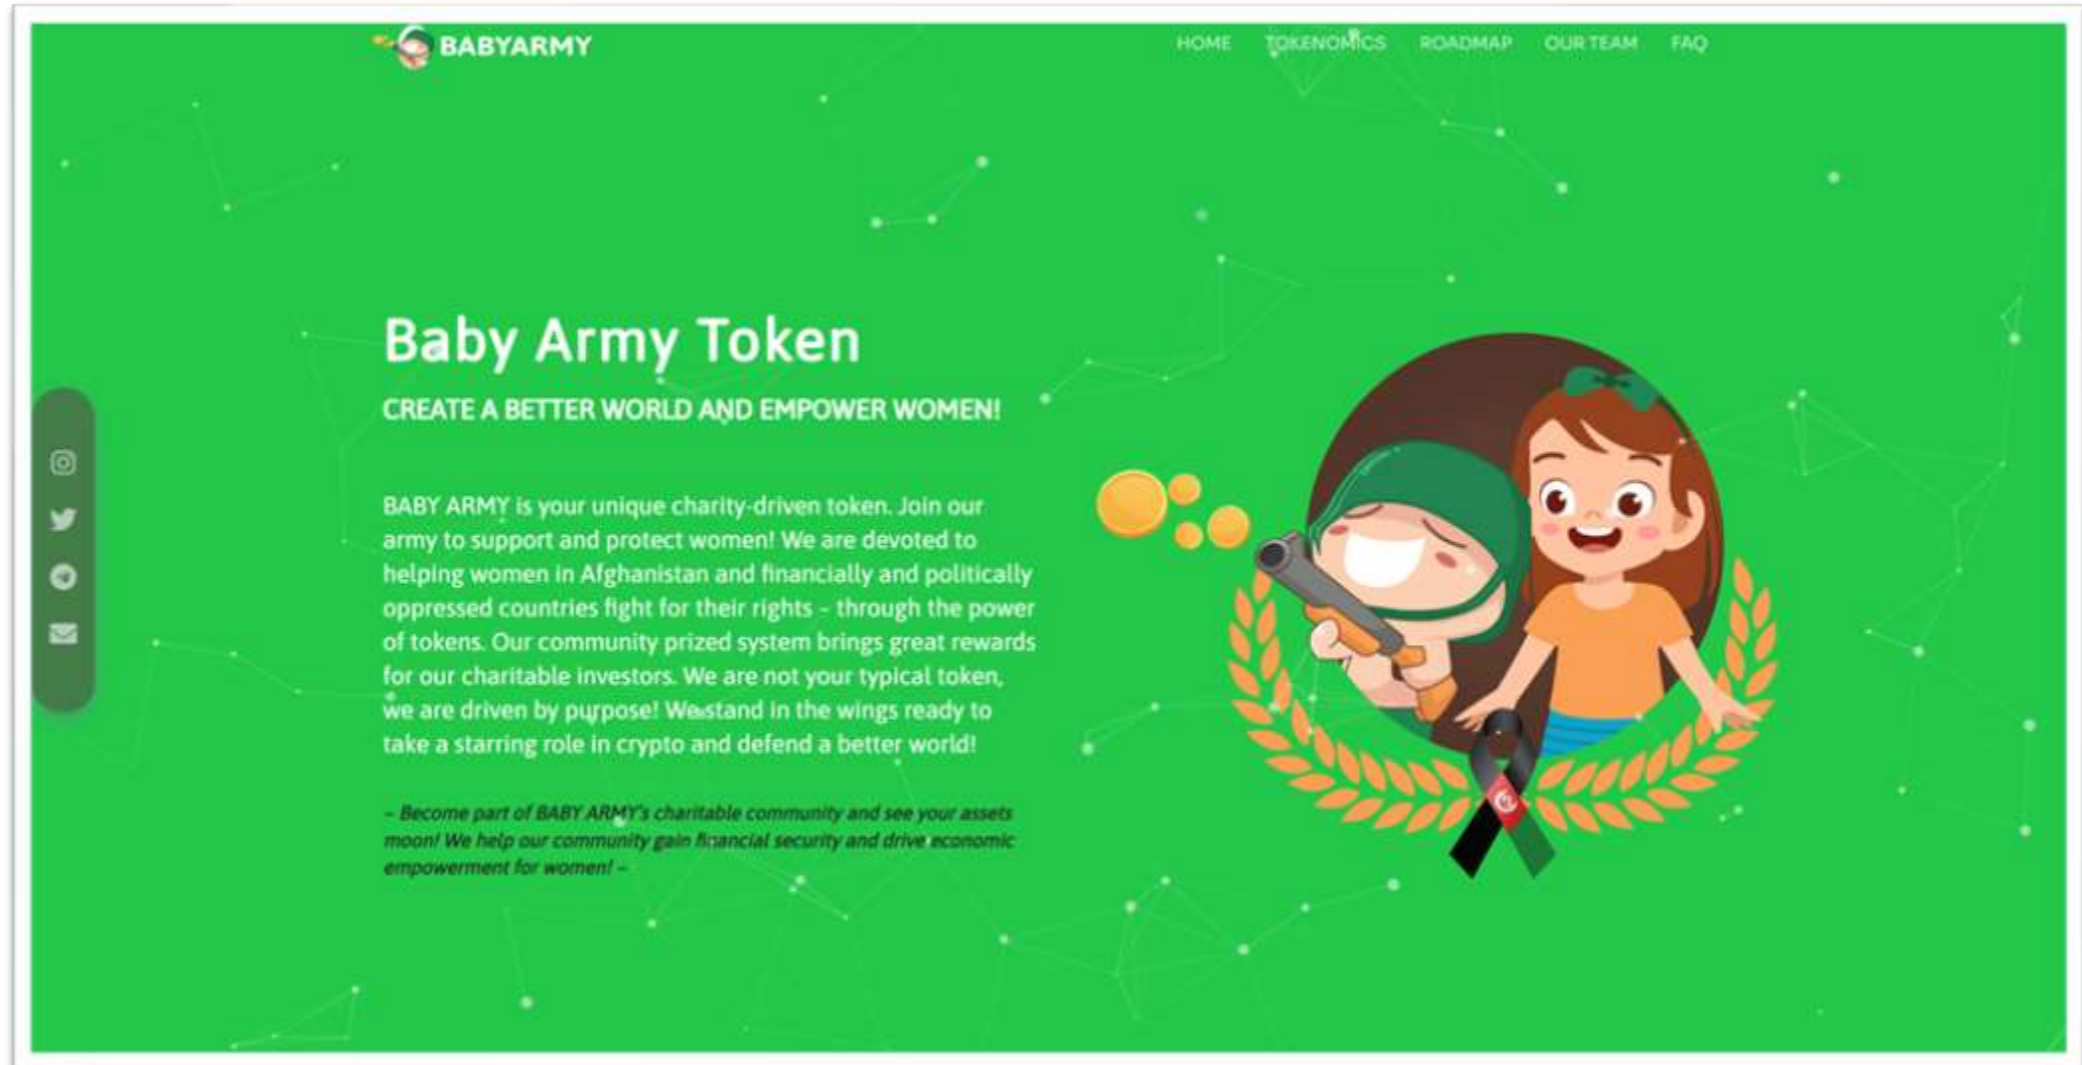 BABYARMY
HOME TOKENOMICS ROADMAP OUR TEAM FAQ
Baby Army Token
CREATE A BETTER WORLD AND EMPOWER WOMEN!
BABY ARMY is your unique charity-driven token. Join our
army to support and protect women! We are devoted to
helping women in Afghanistan and financially and politically
oppressed countries fight for their rights – through the power
of tokens. Our community prized system brings great rewards
for our charitable investors. We are not your typical token,
we are driven by purpose! We stand in the wings ready to
take a starring role in crypto and defend a better world!
– Become part of BABY ARMY's charitable community and see your assets
moon! We help our community gain financial security and drive economic
empowerment for women! –